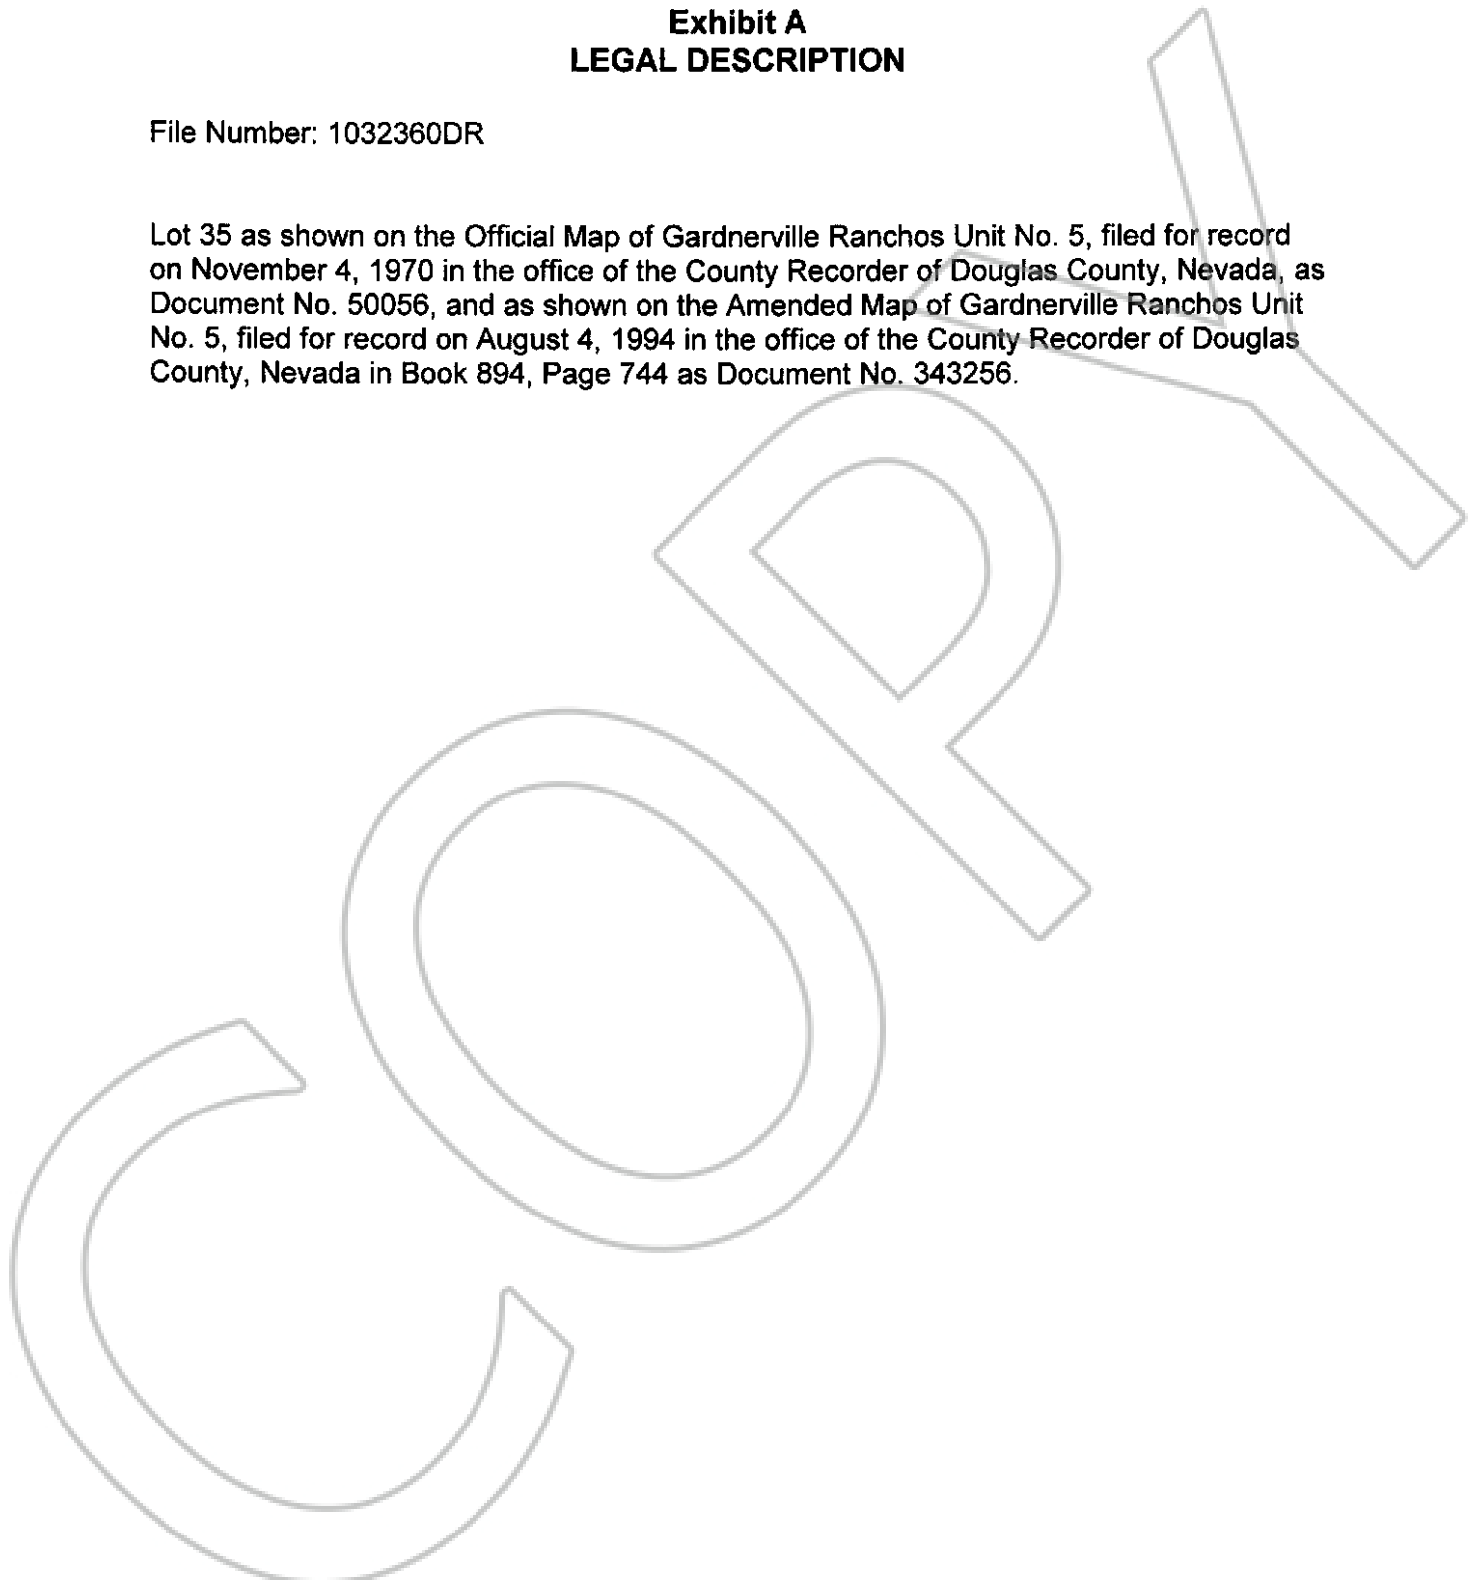 Exhibit A
LEGAL DESCRIPTION
File Number: 1032360DR
Lot 35 as shown on the Official Map of Gardnerville Ranchos Unit No. 5, filed for record
on November 4, 1970 in the office of the County Recorder of Douglas County, Nevada, as
Document No. 50056, and as shown on the Amended Map of Gardnerville Ranchos Unit
No. 5, filed for record on August 4, 1994 in the office of the County Recorder of Douglas
County, Nevada in Book 894, Page 744 as Document No. 343256.
COPY